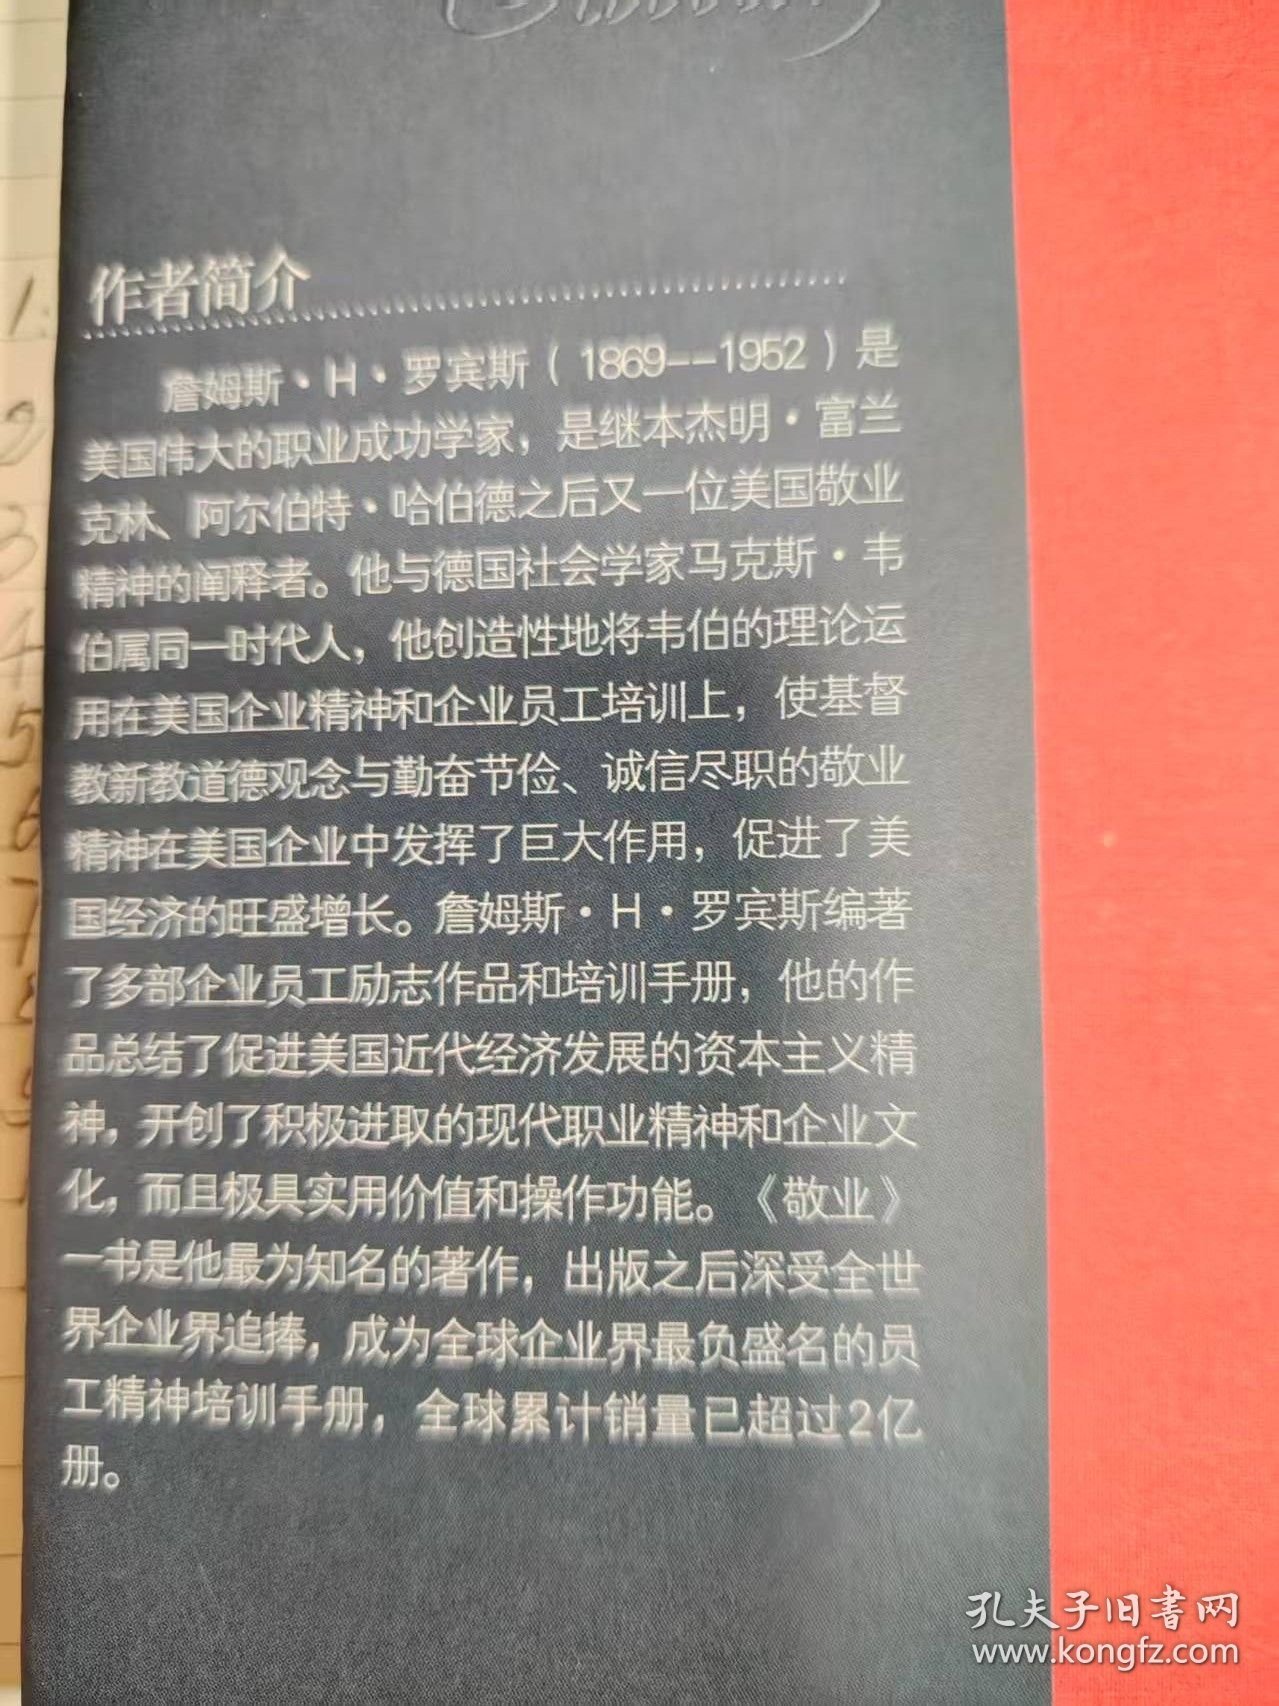 作者简介
詹姆斯·H·罗宾斯(1869--1952)是
美国伟大的职业成功学家，是继本杰明·富兰
克林、阿尔伯特·哈伯德之后又一位美国敬业
精神的阐释者。他与德国社会学家马克斯·韦
伯属同一时代人，他创造性地将韦伯的理论运
用在美国企业精神和企业员工培训上，使基督
教新教道德观念与勤奋节俭、诚信尽职的敬业
精神在美国企业中发挥了巨大作用，促进了美
国经济的旺盛增长。詹姆斯·H·罗宾斯编著
了多部企业员工励志作品和培训手册，他的作
品总结了促进美国近代经济发展的资本主义精
神，开创了积极进取的现代职业精神和企业文
化，而且极具实用价值和操作功能。《敬业》
一书是他最为知名的著作，出版之后深受全世
界企业界追捧，成为全球企业界最负盛名的员
工精神培训手册，全球累计销量已超过2亿
册。
1.
2
3
4
5
6
7
8
孔夫子旧书网
www.kongfz.com